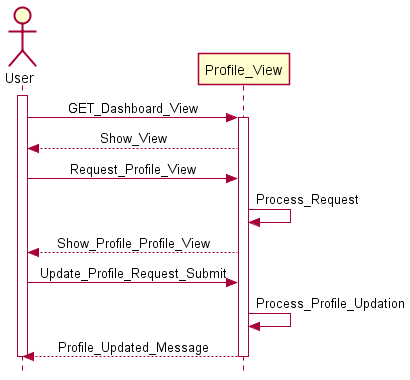 User
Profile_View
GET_Dashboard_View
Show_View
Request_Profile_View
Process_Request
Show_Profile_Profile_View
Update_Profile_Request_Submit
Process_Profile_Updation
Profile_Updated_Message